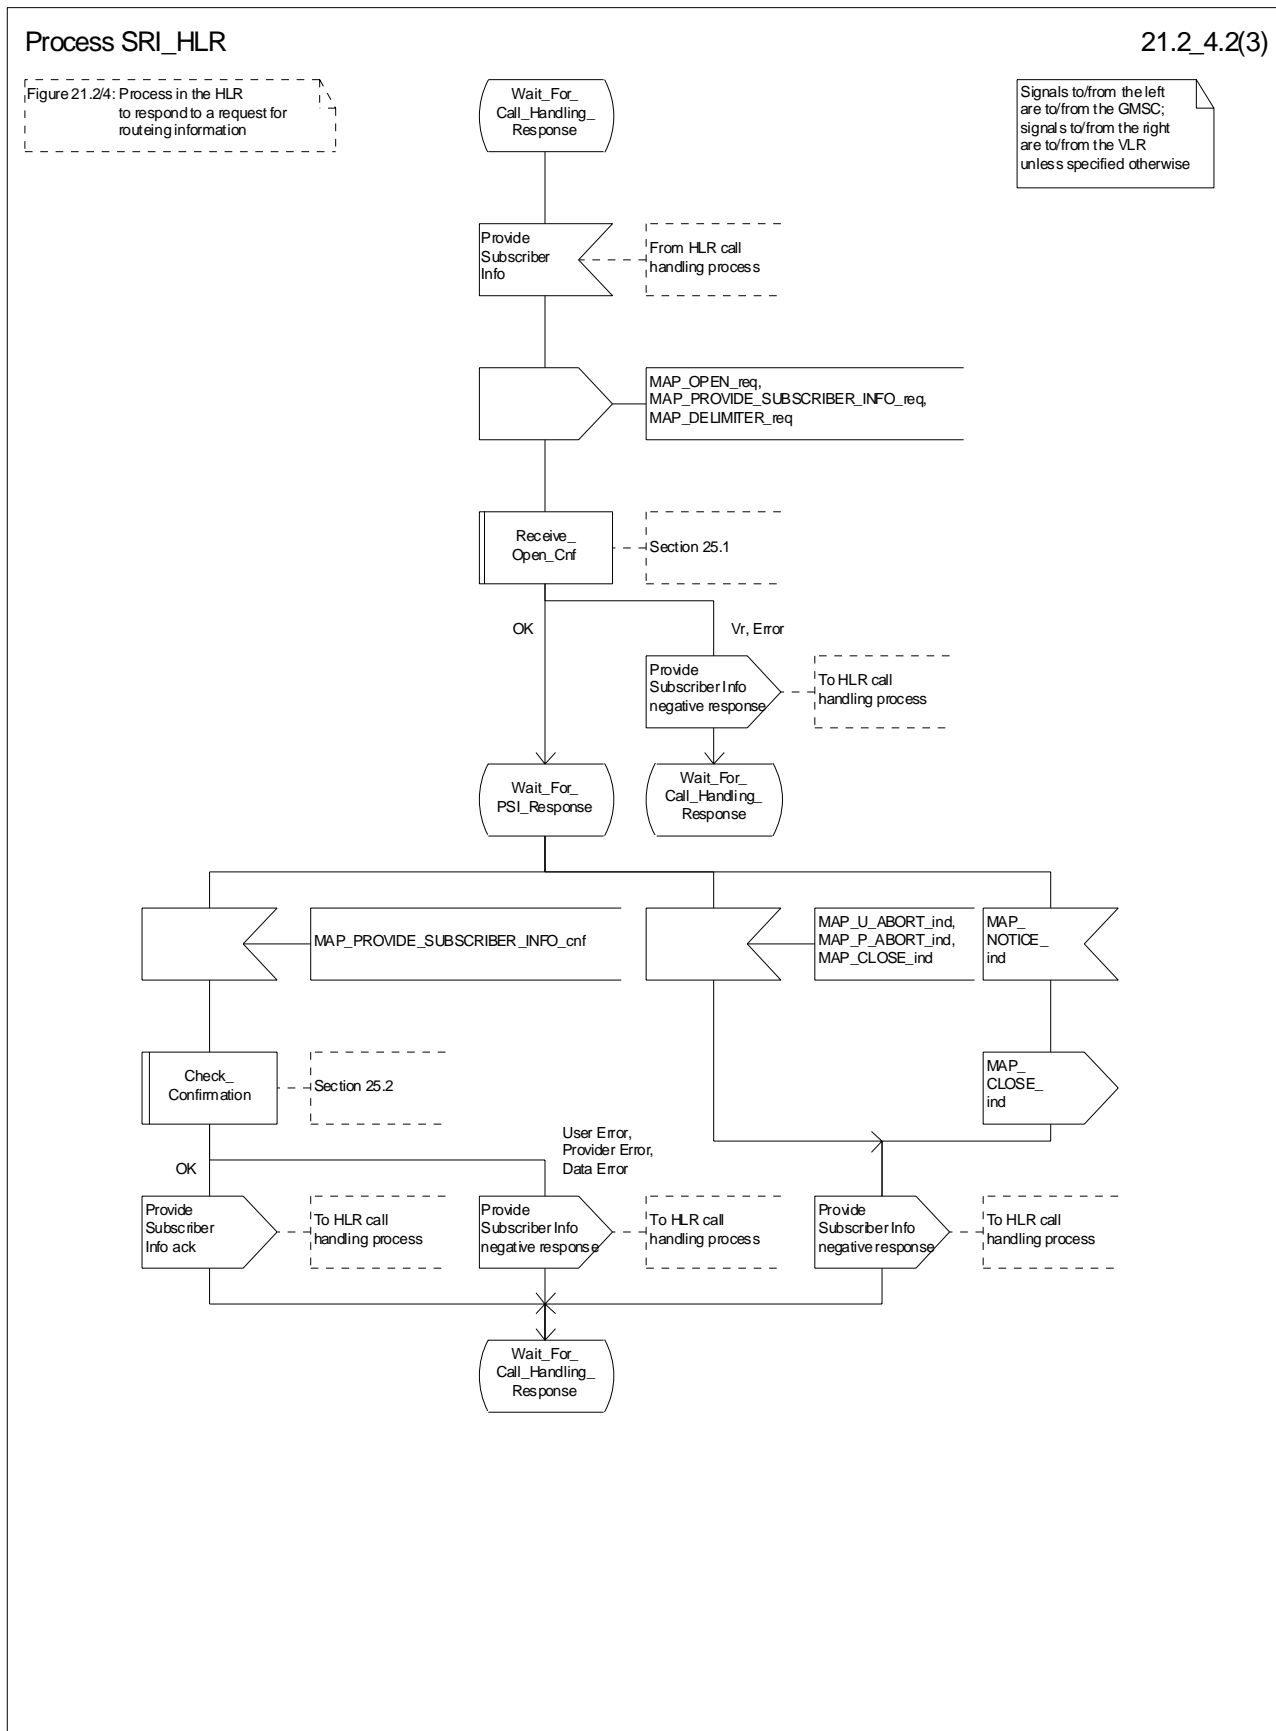 Process SRI_HLR
21.2_4.2(3)
Figure 21.2/4: Process in the HLR
to respond to a request for
routeing information
Wait_For_
Call_Handling_
Response
Signals to/from the left
are to/from the GMSC;
signals to/from the right
are to/from the VLR
unless specified otherwise
Provide
Subscriber
Info
From HLR call
handling process
MAP_OPEN_req,
MAP_PROVIDE_SUBSCRIBER_INFO_req,
MAP_DELIMITER_req
Receive_
Open_Cnf
Section 25.1
OK
Vr, Error
Provide
Subscriber Info
negative response
To HLR call
handling process
Wait_For_
PSI_Response
Wait_For_
Call_Handling_
Response
MAP_PROVIDE_SUBSCRIBER_INFO_cnf
MAP_U_ABORT_ind,
MAP_P_ABORT_ind,
MAP_CLOSE_ind
MAP_
NOTICE_
ind
Check_
Confirmation
Section 25.2
MAP_
CLOSE_
ind
User Error,
Provider Error,
Data Error
OK
Provide
Subscriber
Info ack
To HLR call
handling process
Provide
Subscriber Info
negative response
To HLR call
handling process
Provide
Subscriber Info
negative response
To HLR call
handling process
Wait_For_
Call_Handling_
Response